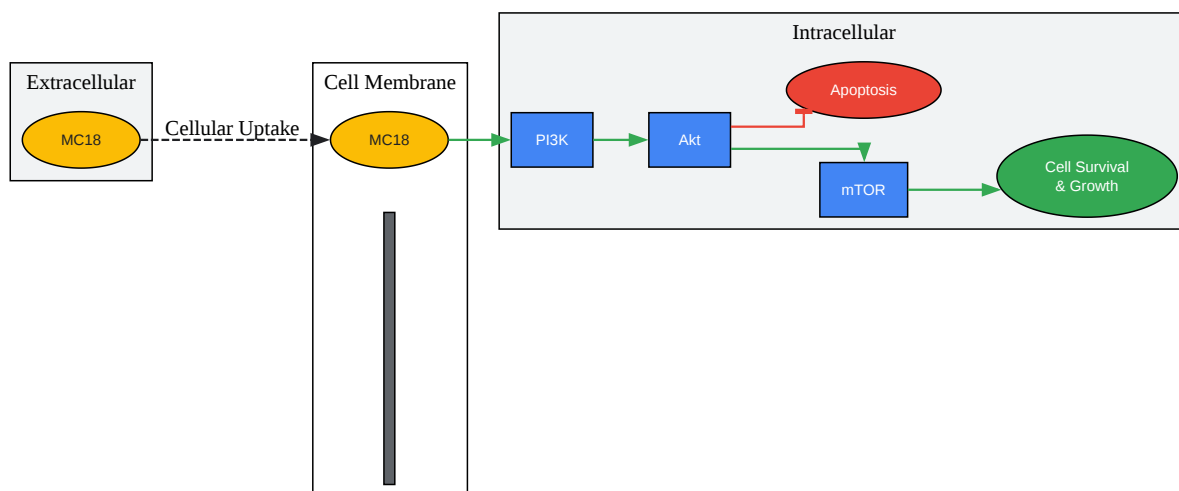 Extracellular
MC18
Cellular Uptake
Cell Membrane
MC18
Intracellular
PI3K
Akt
Apoptosis
mTOR
Cell Survival
& Growth